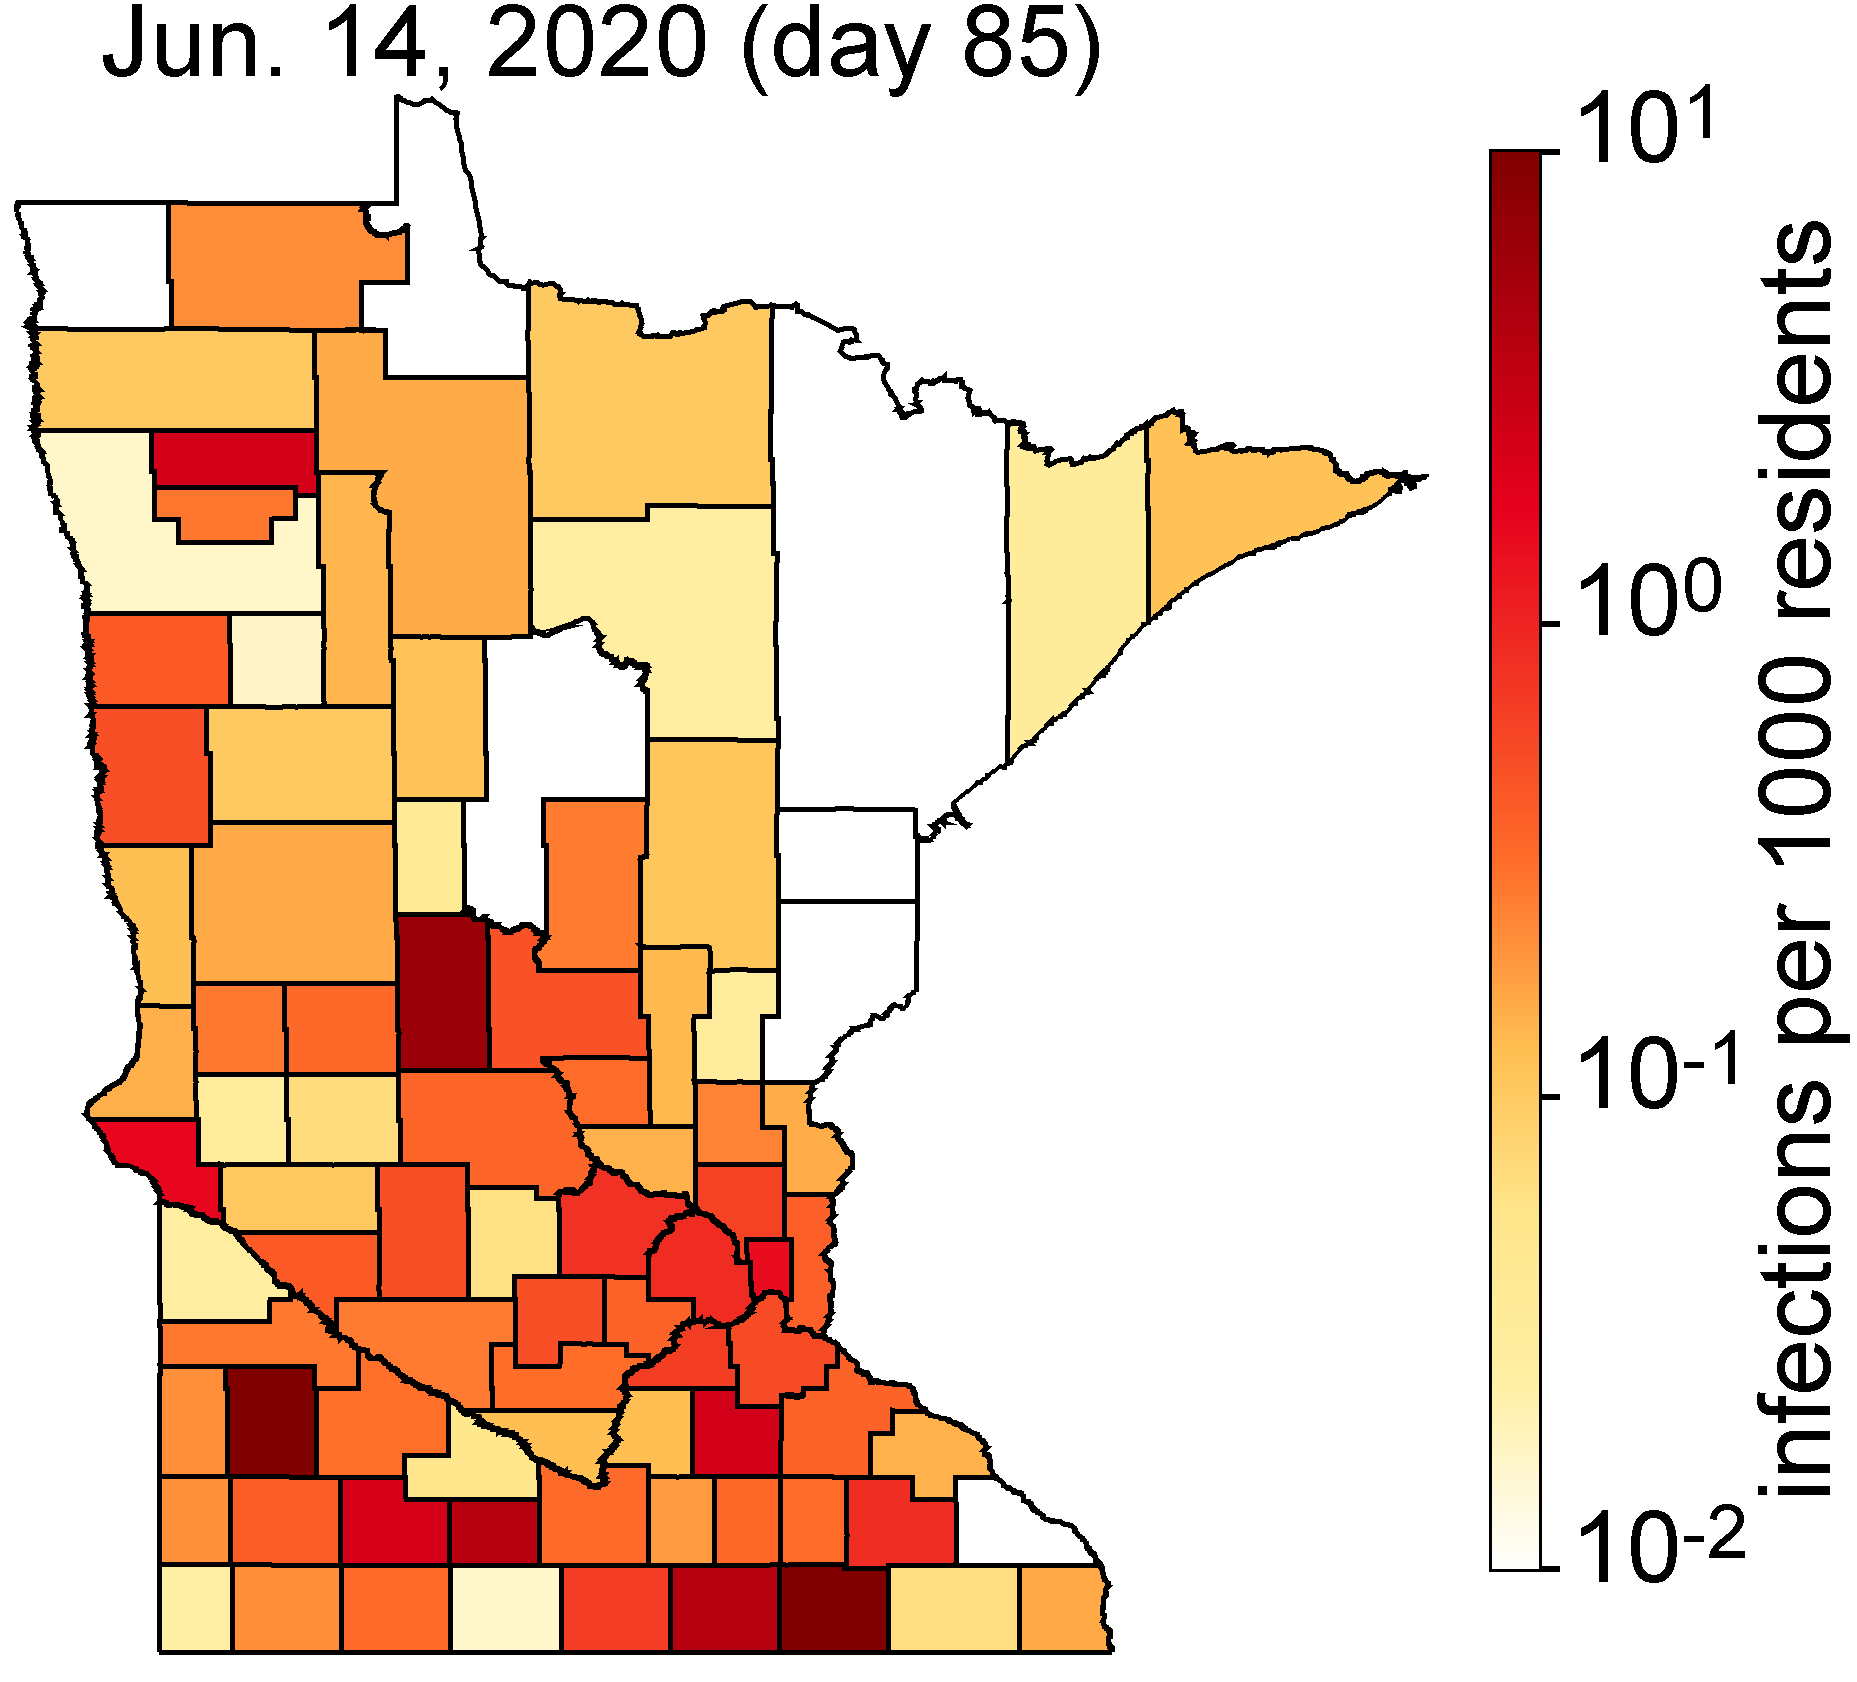 Jun. 14, 2020 (day 85)
10¹
10⁰
10⁻¹
10⁻²
infections per 1000 residents